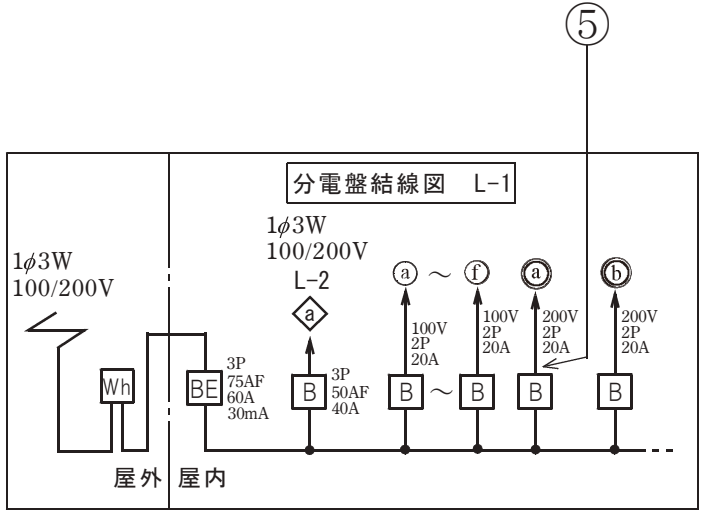 ⑤
分電盤結線図 L-1
1φ3W
100/200V
1φ3W
100/200V
L-2
a
a ～ f
a
b
100V
2P
20A
100V
2P
20A
200V
2P
20A
200V
2P
20A
Wh
BE
3P
75AF
60A
30mA
B
3P
50AF
40A
B ～ B
B
B
屋外
屋内